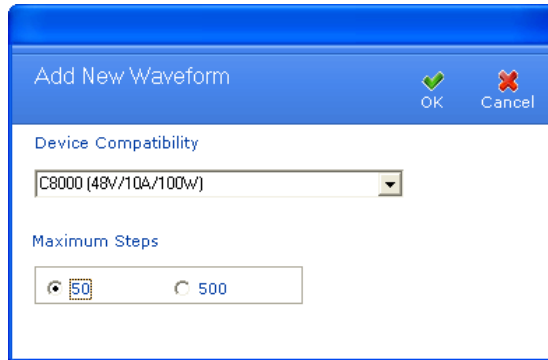 Add New Waveform
OK Cancel
Device Compatibility
C8000 (48V/10A/100W)
Maximum Steps
50 500